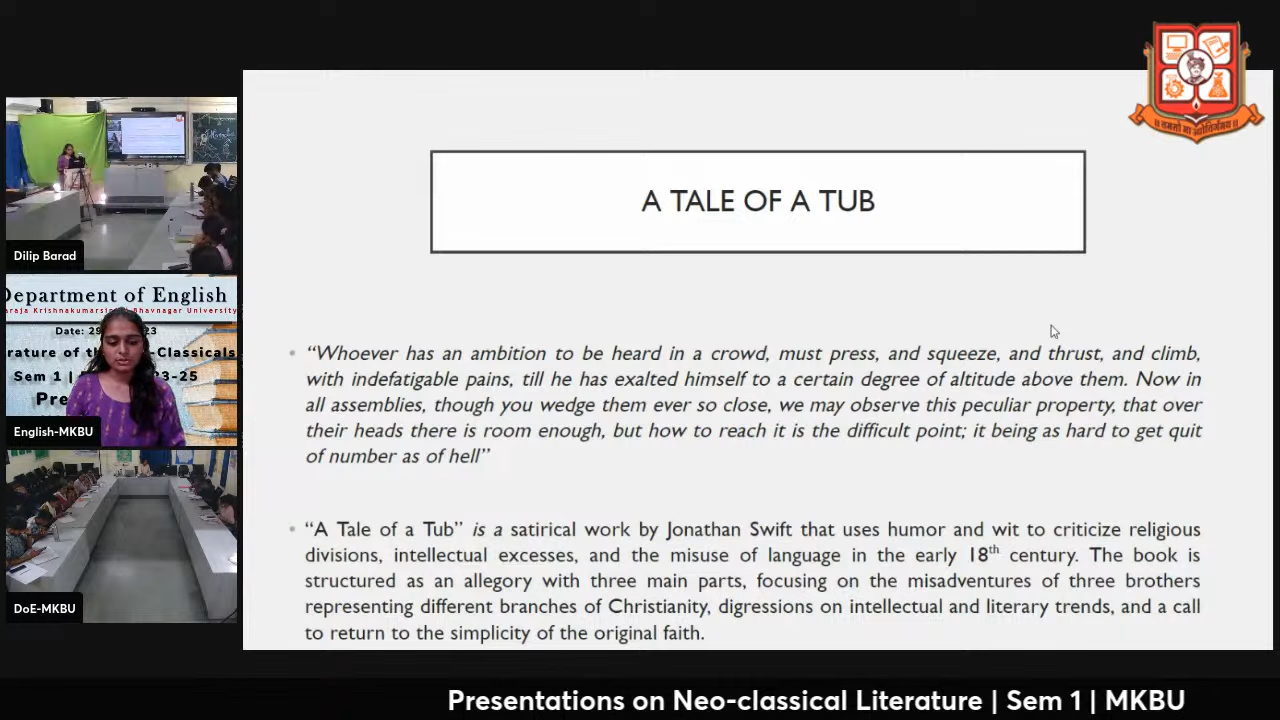 Dilip Barad
Department of English
Bhavnagar University
Date: 29
Sem 1 |
English-MKBU
DoE-MKBU
A TALE OF A TUB
“Whoever has an ambition to be heard in a crowd, must press, and squeeze, and thrust, and climb,
with indefatigable pains, till he has exalted himself to a certain degree of altitude above them. Now in
all assemblies, though you wedge them ever so close, we may observe this peculiar property, that over
their heads there is room enough, but how to reach it is the difficult point; it being as hard to get quit
of number as of hell”
“A Tale of a Tub” is a satirical work by Jonathan Swift that uses humor and wit to criticize religious
divisions, intellectual excesses, and the misuse of language in the early 18th century. The book is
structured as an allegory with three main parts, focusing on the misadventures of three brothers
representing different branches of Christianity, digressions on intellectual and literary trends, and a call
to return to the simplicity of the original faith.
Presentations on Neo-classical Literature | Sem 1 | MKBU